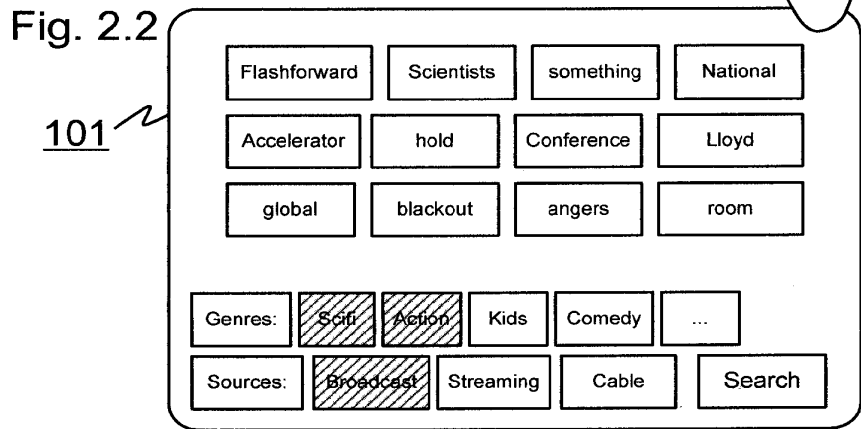 Fig. 2.2
Flashforward Scientists something National
101
Accelerator hold Conference Lloyd
global blackout angers room
Genres: Scifi Action Kids Comedy ...
Sources: Broadcast Streaming Cable Search